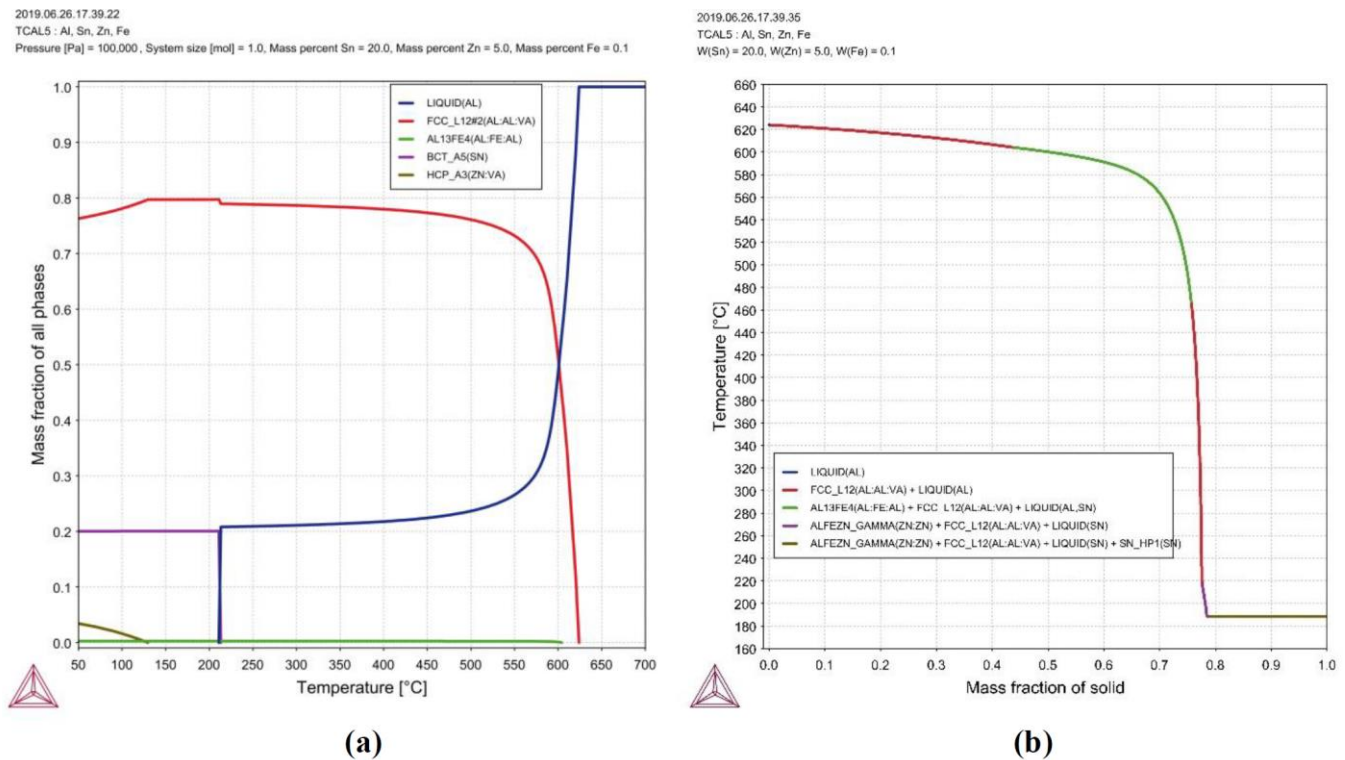 2019.06.26.17.39.22
TCAL5 : Al, Sn, Zn, Fe
Pressure [Pa] = 100,000 , System size [mol] = 1.0, Mass percent Sn = 20.0, Mass percent Zn = 5.0, Mass percent Fe = 0.1
LIQUID(AL)
FCC_L12#2(AL:AL:VA)
AL13FE4(AL:FE:AL)
BCT_A5(SN)
HCP_A3(ZN:VA)
1.0
0.9
0.8
0.7
0.6
0.5
0.4
0.3
0.2
0.1
0.0
Mass fraction of all phases
50 100 150 200 250 300 350 400 450 500 550 600 650 700
Temperature [°C]
(a)
2019.06.26.17.39.35
TCAL5 : Al, Sn, Zn, Fe
W(Sn) = 20.0, W(Zn) = 5.0, W(Fe) = 0.1
660
640
620
600
580
560
540
520
500
480
460
440
420
400
380
360
340
320
300
280
260
240
220
200
180
160
Temperature [°C]
LIQUID(AL)
FCC_L12(AL:AL:VA) + LIQUID(AL)
AL13FE4(AL:FE:AL) + FCC_L12(AL:AL:VA) + LIQUID(AL,SN)
ALFEZN_GAMMA(ZN:ZN) + FCC_L12(AL:AL:VA) + LIQUID(SN)
ALFEZN_GAMMA(ZN:ZN) + FCC_L12(AL:AL:VA) + LIQUID(SN) + SN_HP1(SN)
0.0 0.1 0.2 0.3 0.4 0.5 0.6 0.7 0.8 0.9 1.0
Mass fraction of solid
(b)